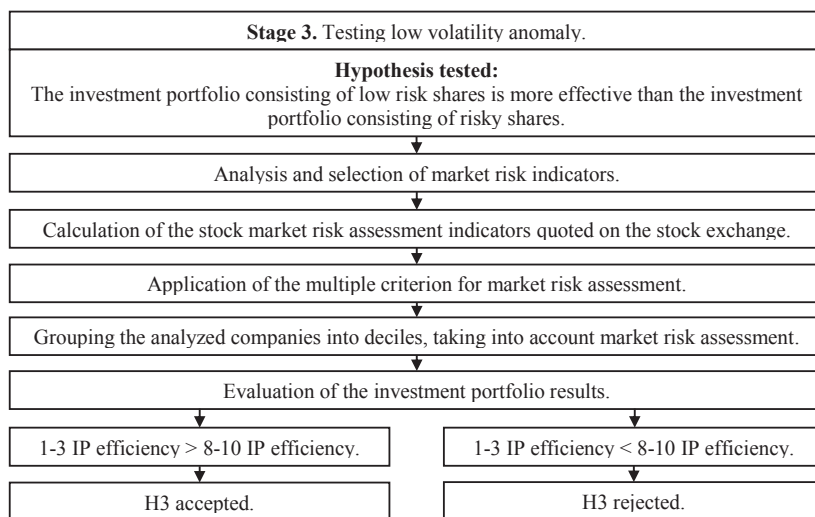 Stage 3. Testing low volatility anomaly.
Hypothesis tested:
The investment portfolio consisting of low risk shares is more effective than the investment
portfolio consisting of risky shares.
Analysis and selection of market risk indicators.
Calculation of the stock market risk assessment indicators quoted on the stock exchange.
Application of the multiple criterion for market risk assessment.
Grouping the analyzed companies into deciles, taking into account market risk assessment.
Evaluation of the investment portfolio results.
1-3 IP efficiency > 8-10 IP efficiency.
1-3 IP efficiency < 8-10 IP efficiency.
H3 accepted.
H3 rejected.